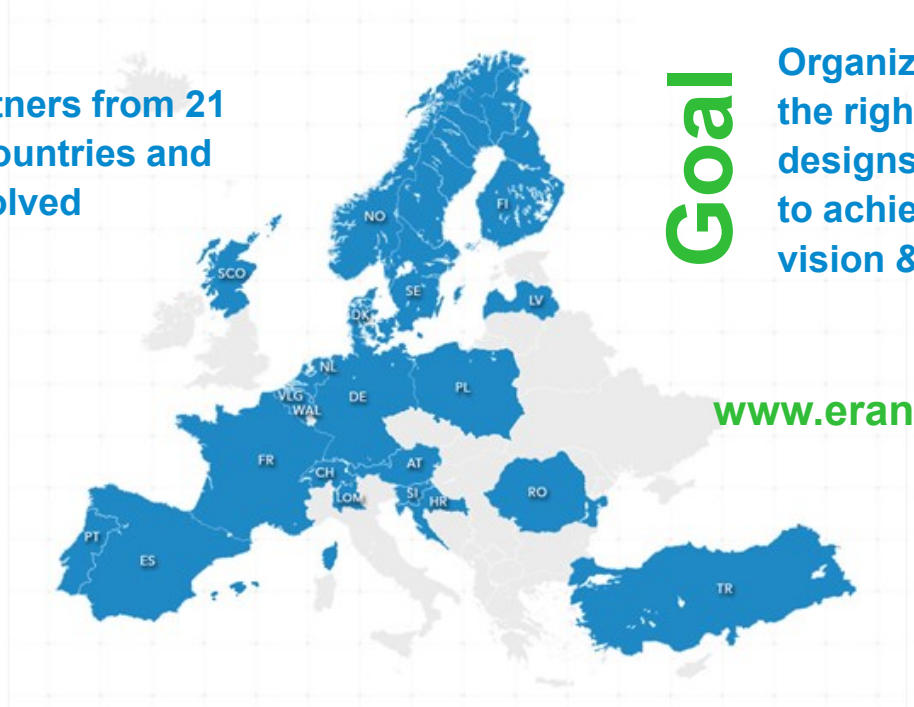 tners from 21
ountries and
olved
Goal
Organiz
the righ
designs
to achie
vision &
www.eran
NO
FI
SCO
SE
DK
LV
NL
VLG
WAL
DE
PL
FR
CH
AT
LOM
SI
HR
RO
PT
ES
TR